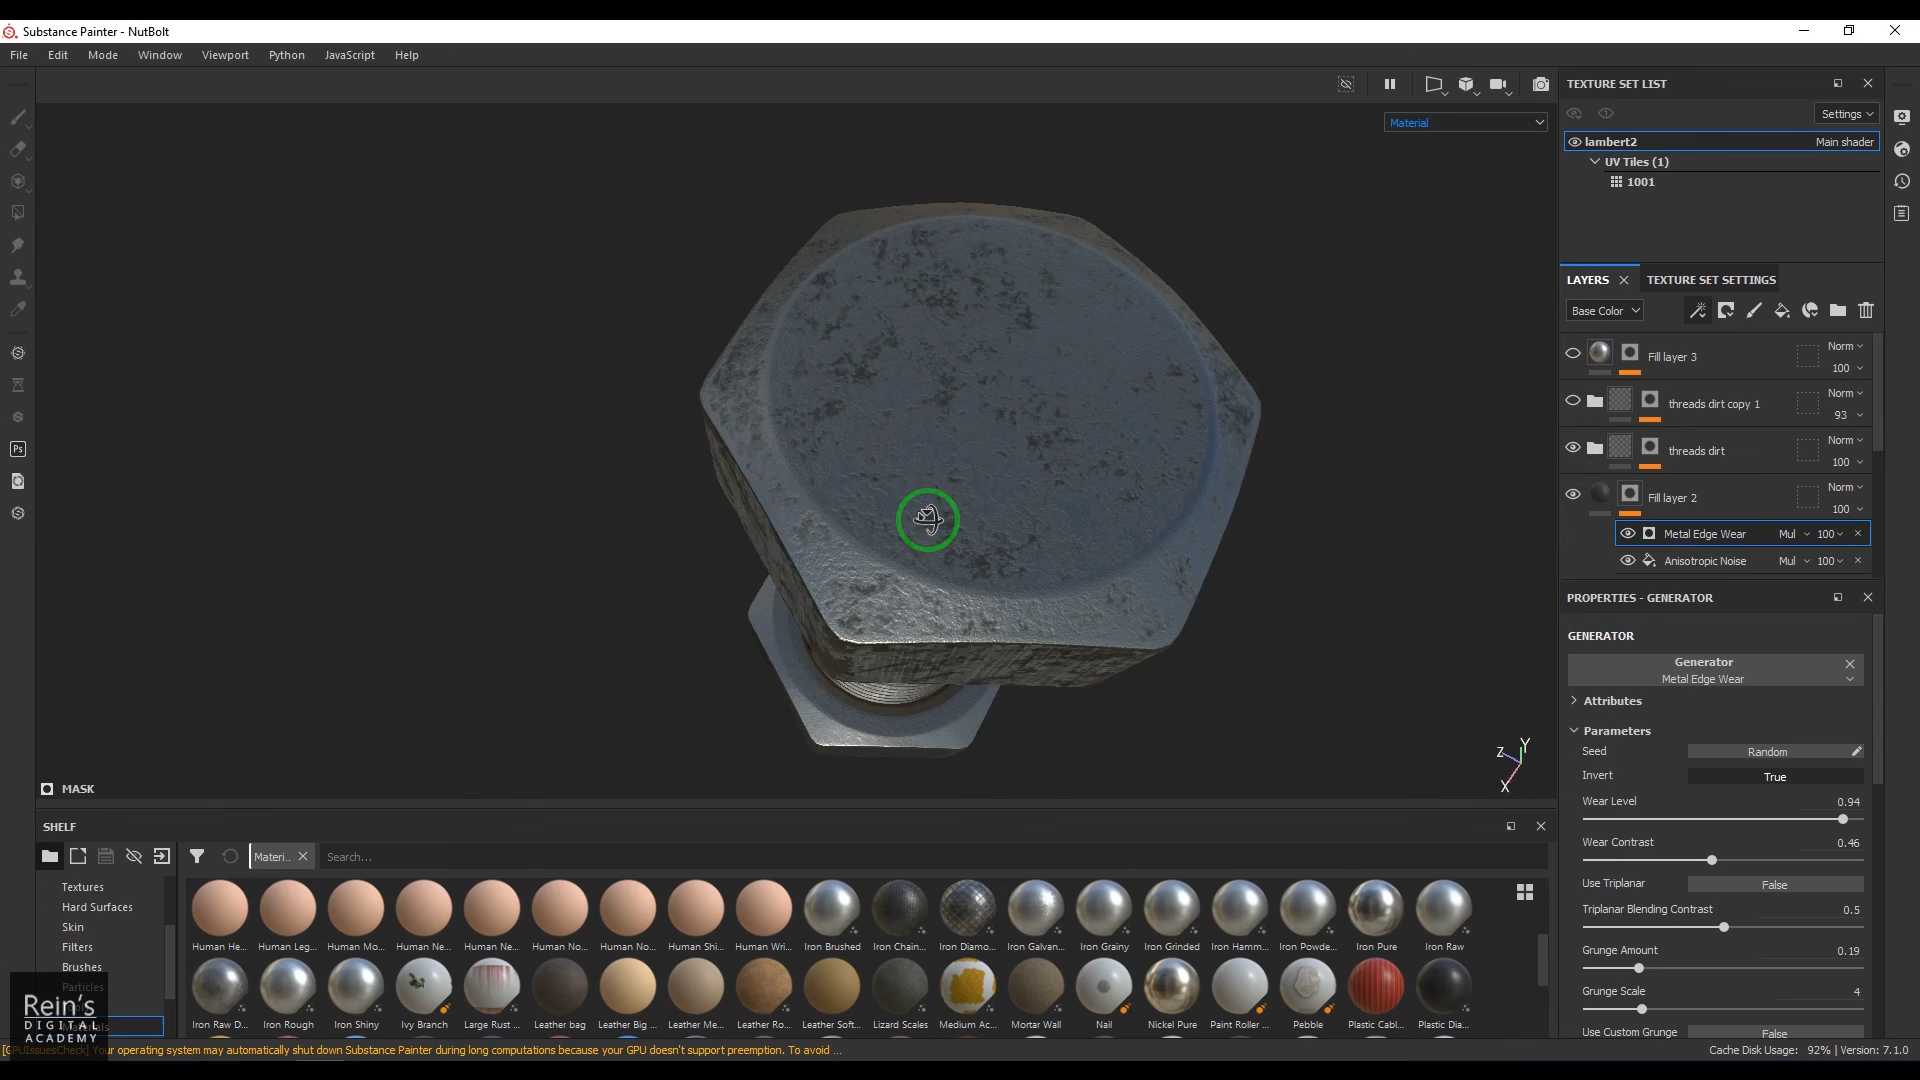 Substance Painter - NutBolt
File Edit Mode Window Viewport Python JavaScript Help
Material
TEXTURE SET LIST
Settings
lambert2 Main shader
UV Tiles (1)
1001
LAYERS TEXTURE SET SETTINGS
Base Color
Fill layer 3 Norm 100
threads dirt copy 1 Norm 93
threads dirt Norm 100
Fill layer 2 Norm 100
Metal Edge Wear Mul 100
Anisotropic Noise Mul 100
PROPERTIES - GENERATOR
GENERATOR
Generator
Metal Edge Wear
Attributes
Parameters
Seed Random
Invert True
Wear Level 0.94
Wear Contrast 0.46
Use Triplanar False
Triplanar Blending Contrast 0.5
Grunge Amount 0.19
Grunge Scale 4
Use Custom Grunge False
Ps
Z Y X
MASK
SHELF
Materi.. Search...
Textures
Hard Surfaces
Skin
Filters
Brushes
Particles
Human He... Human Leg... Human Mo... Human Ne... Human Ne... Human No... Human No... Human Shi... Human Wri... Iron Brushed Iron Chain... Iron Diamo... Iron Galvan... Iron Grainy Iron Grinded Iron Hamm... Iron Powde... Iron Pure Iron Raw
Iron Raw D... Iron Rough Iron Shiny Ivy Branch Large Rust ... Leather bag Leather Big ... Leather Me... Leather Ro... Leather Soft... Lizard Scales Medium Ac... Mortar Wall Nail Nickel Pure Paint Roller ... Pebble Plastic Cabl... Plastic Dia...
Rein's
DIGITAL
ACADEMY
[GPUIssuesCheck] Your operating system may automatically shut down Substance Painter during long computations because your GPU doesn't support preemption. To avoid ...
Cache Disk Usage: 92% | Version: 7.1.0